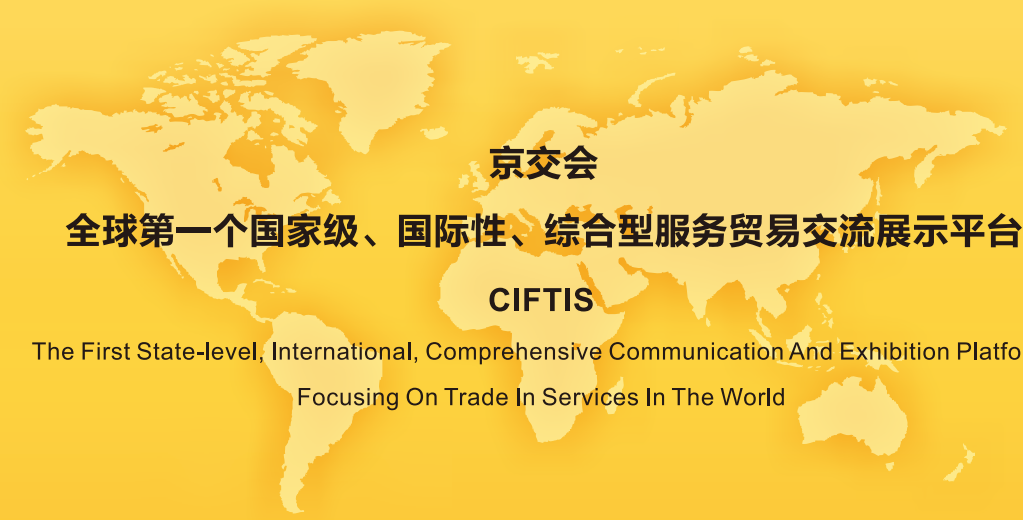 京交会
全球第一个国家级、国际性、综合型服务贸易交流展示平台
CIFTIS
The First State-level, International, Comprehensive Communication And Exhibition Platfo
Focusing On Trade In Services In The World